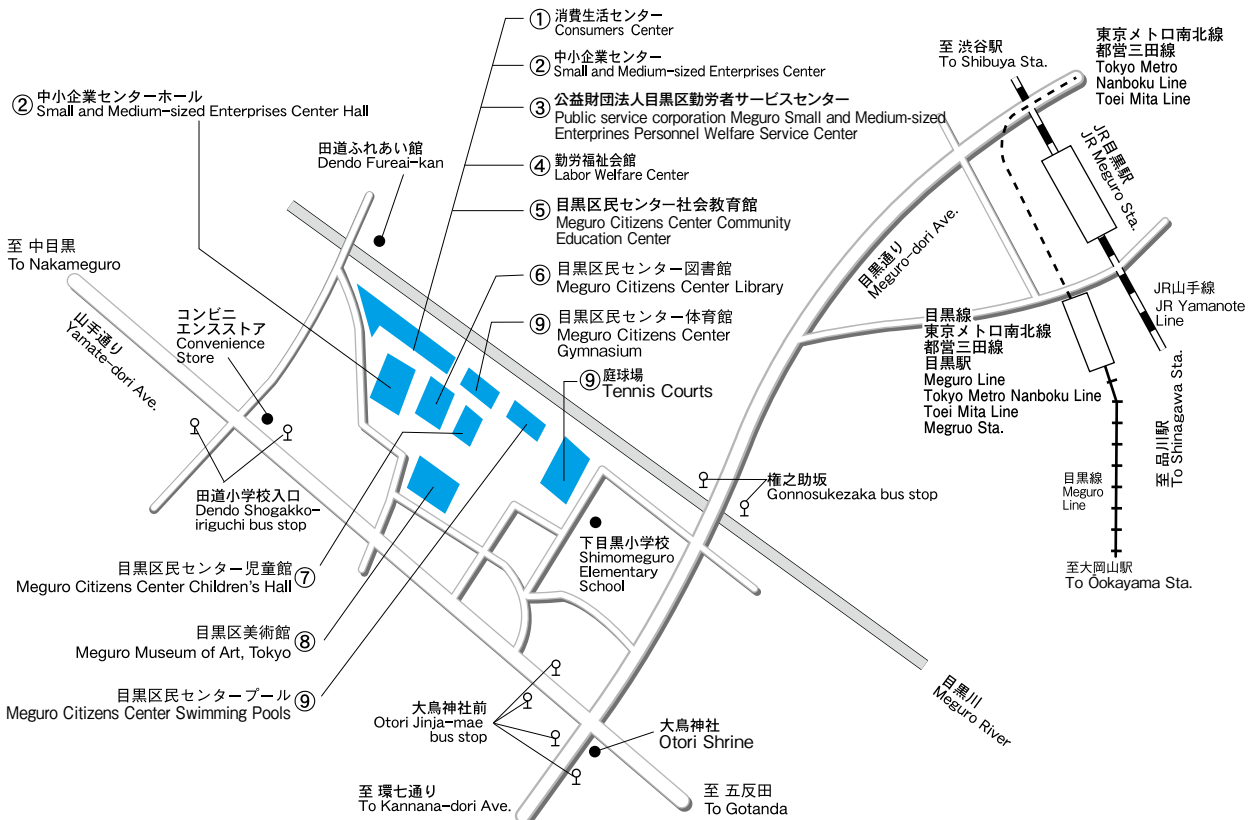 ① 消費生活センター
Consumers Center
② 中小企業センター
Small and Medium-sized Enterprises Center
③ 公益財団法人目黒区勤労者サービスセンター
Public service corporation Meguro Small and Medium-sized
Enterprines Personnel Welfare Service Center
④ 勤労福祉会館
Labor Welfare Center
⑤ 目黒区民センター社会教育館
Meguro Citizens Center Community
Education Center
⑥ 目黒区民センター図書館
Meguro Citizens Center Library
⑨ 目黒区民センター体育館
Meguro Citizens Center
Gymnasium
⑨ 庭球場
Tennis Courts
② 中小企業センターホール
Small and Medium-sized Enterprises Center Hall
田道ふれあい館
Dendo Fureai-kan
至 中目黒
To Nakameguro
山手通り
Yamate-dori Ave.
コンビニ
エンスストア
Convenience
Store
田道小学校入口
Dendo Shogakko-
iriguchi bus stop
目黒区民センター児童館
Meguro Citizens Center Children's Hall ⑦
目黒区美術館
Meguro Museum of Art, Tokyo ⑧
目黒区民センタープール
Meguro Citizens Center Swimming Pools ⑨
大鳥神社前
Otori Jinja-mae
bus stop
至 環七通り
To Kannana-dori Ave.
大鳥神社
Otori Shrine
至 五反田
To Gotanda
下目黒小学校
Shimomeguro
Elementary
School
権之助坂
Gonnosukezaka bus stop
目黒川
Meguro River
目黒通り
Meguro-dori Ave.
至 渋谷駅
To Shibuya Sta.
東京メトロ南北線
都営三田線
Tokyo Metro
Nanboku Line
Toei Mita Line
JR目黒駅
JR Meguro Sta.
JR山手線
JR Yamanote
Line
目黒線
東京メトロ南北線
都営三田線
目黒駅
Meguro Line
Tokyo Metro Nanboku Line
Toei Mita Line
Megruo Sta.
至 品川駅
To Shinagawa Sta.
目黒線
Meguro
Line
至大岡山駅
To Ōokayama Sta.